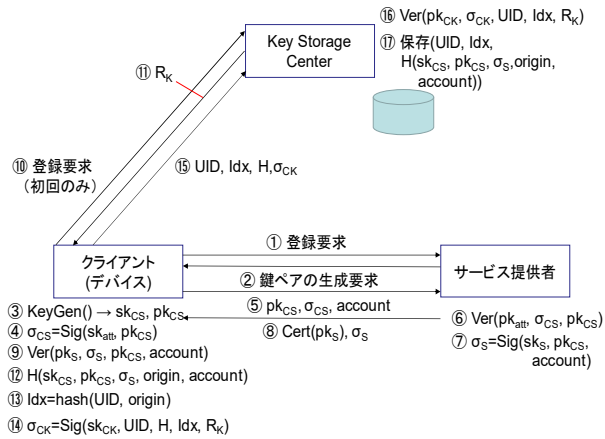 ⑯ Ver(pkCK, σCK, UID, Idx, RK)
Key Storage
Center
⑰ 保存(UID, Idx,
H(skCS, pkCS, σS,origin,
account))
⑪ RK
⑩ 登録要求
(初回のみ)
⑮ UID, Idx, H,σCK
① 登録要求
クライアント
(デバイス)
サービス提供者
② 鍵ペアの生成要求
③ KeyGen() → skCS, pkCS
⑤ pkCS, σCS, account
④ σCS=Sig(skatt, pkCS)
⑥ Ver(pkatt, σCS, pkCS)
⑧ Cert(pkS), σS
⑨ Ver(pkS, σS, pkCS, account)
⑦ σS=Sig(skS, pkCS,
account)
⑫ H(skCS, pkCS, σS, origin, account)
⑬ Idx=hash(UID, origin)
⑭ σCK=Sig(skCK, UID, H, Idx, RK)